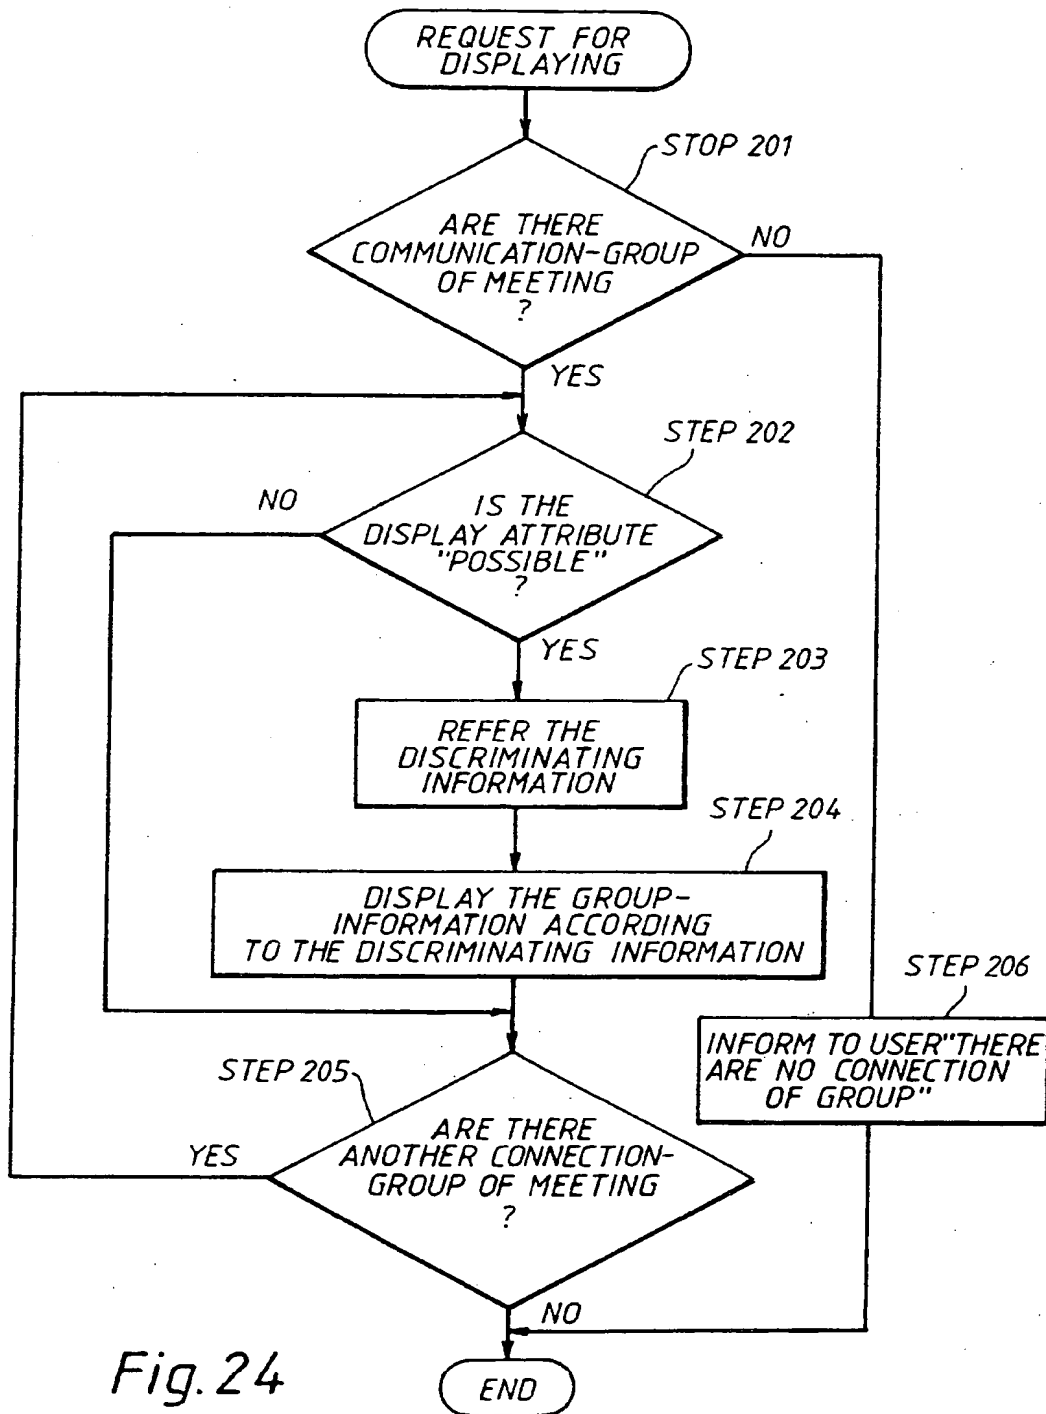 REQUEST FOR
DISPLAYING
STOP 201
ARE THERE
COMMUNICATION-GROUP
OF MEETING
?
NO
YES
STEP 202
NO
IS THE
DISPLAY ATTRIBUTE
"POSSIBLE"
?
YES
STEP 203
REFER THE
DISCRIMINATING
INFORMATION
STEP 204
DISPLAY THE GROUP-
INFORMATION ACCORDING
TO THE DISCRIMINATING INFORMATION
STEP 206
INFORM TO USER "THERE
ARE NO CONNECTION
OF GROUP"
STEP 205
YES
ARE THERE
ANOTHER CONNECTION-
GROUP OF MEETING
?
NO
END
Fig. 24